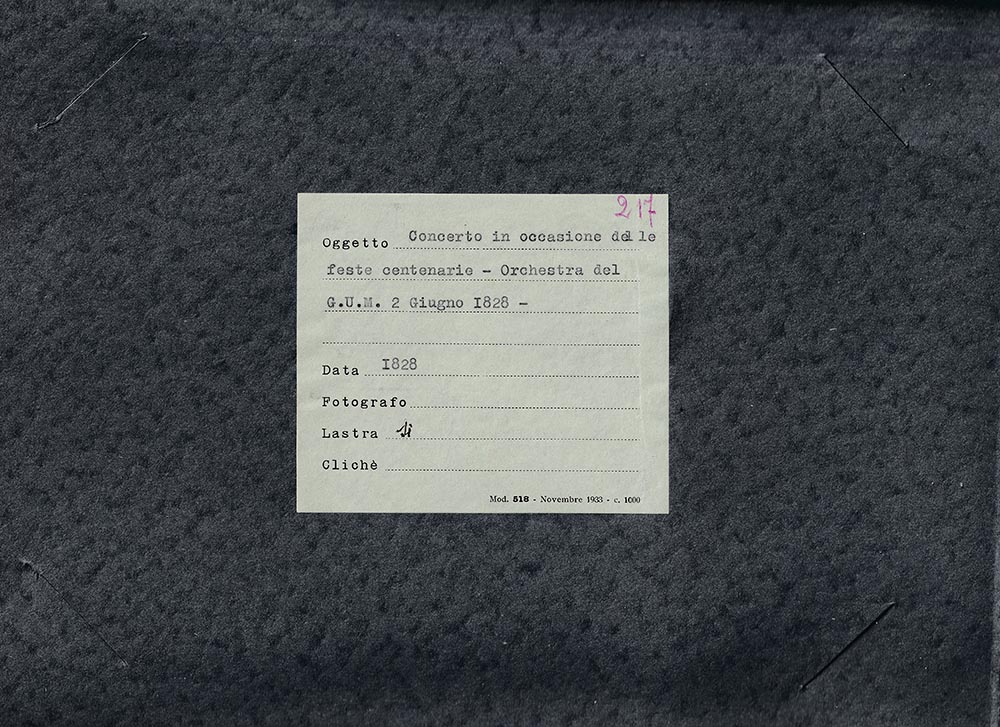 217
Oggetto Concerto in occasione delle
feste centenarie - Orchestra del
G.U.M. 2 Giugno I828 -
Data I828
Fotografo
Lastra si
Clichè
Mod. 518 - Novembre 1933 - c. 1000